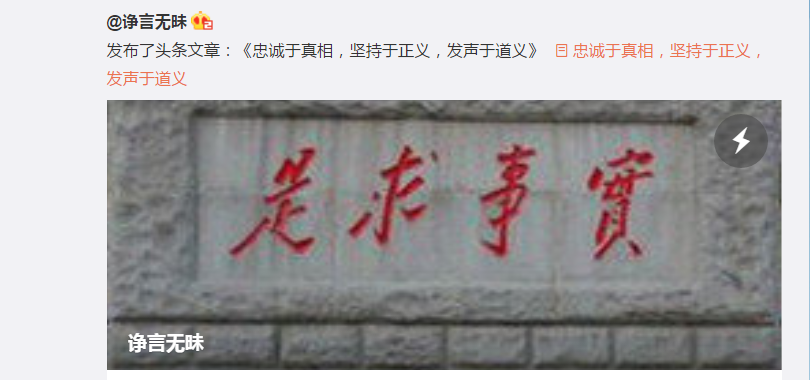 @诤言无昧
发布了头条文章：《忠诚于真相，坚持于正义，发声于道义》 忠诚于真相，坚持于正义，
发声于道义
是求事實
诤言无昧